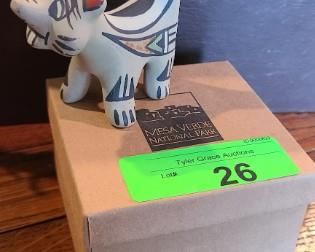 MESA VERDE
NATIONAL PARK
Tyler Grace Auctions
Lot# 26